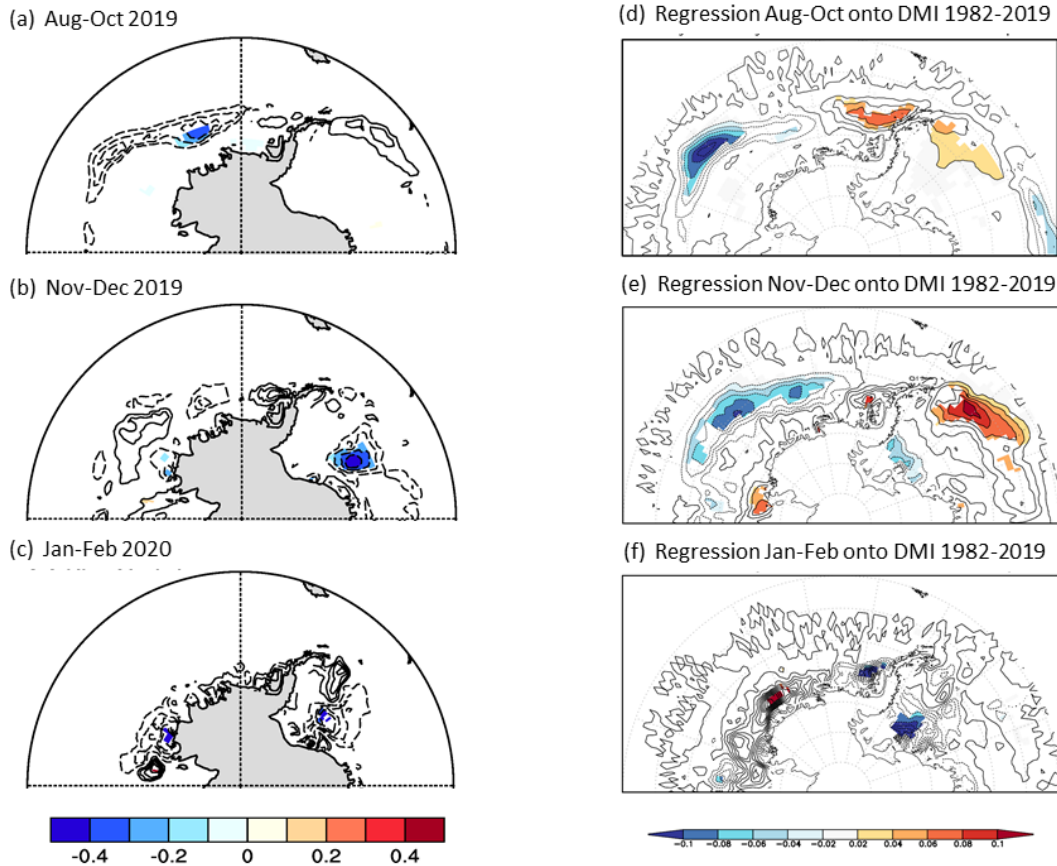 (a) Aug-Oct 2019
(d) Regression Aug-Oct onto DMI 1982-2019
(b) Nov-Dec 2019
(e) Regression Nov-Dec onto DMI 1982-2019
(c) Jan-Feb 2020
(f) Regression Jan-Feb onto DMI 1982-2019
-0.4 -0.2 0 0.2 0.4
-0.1 -0.08 -0.06 -0.04 -0.02 0.02 0.04 0.06 0.08 0.1